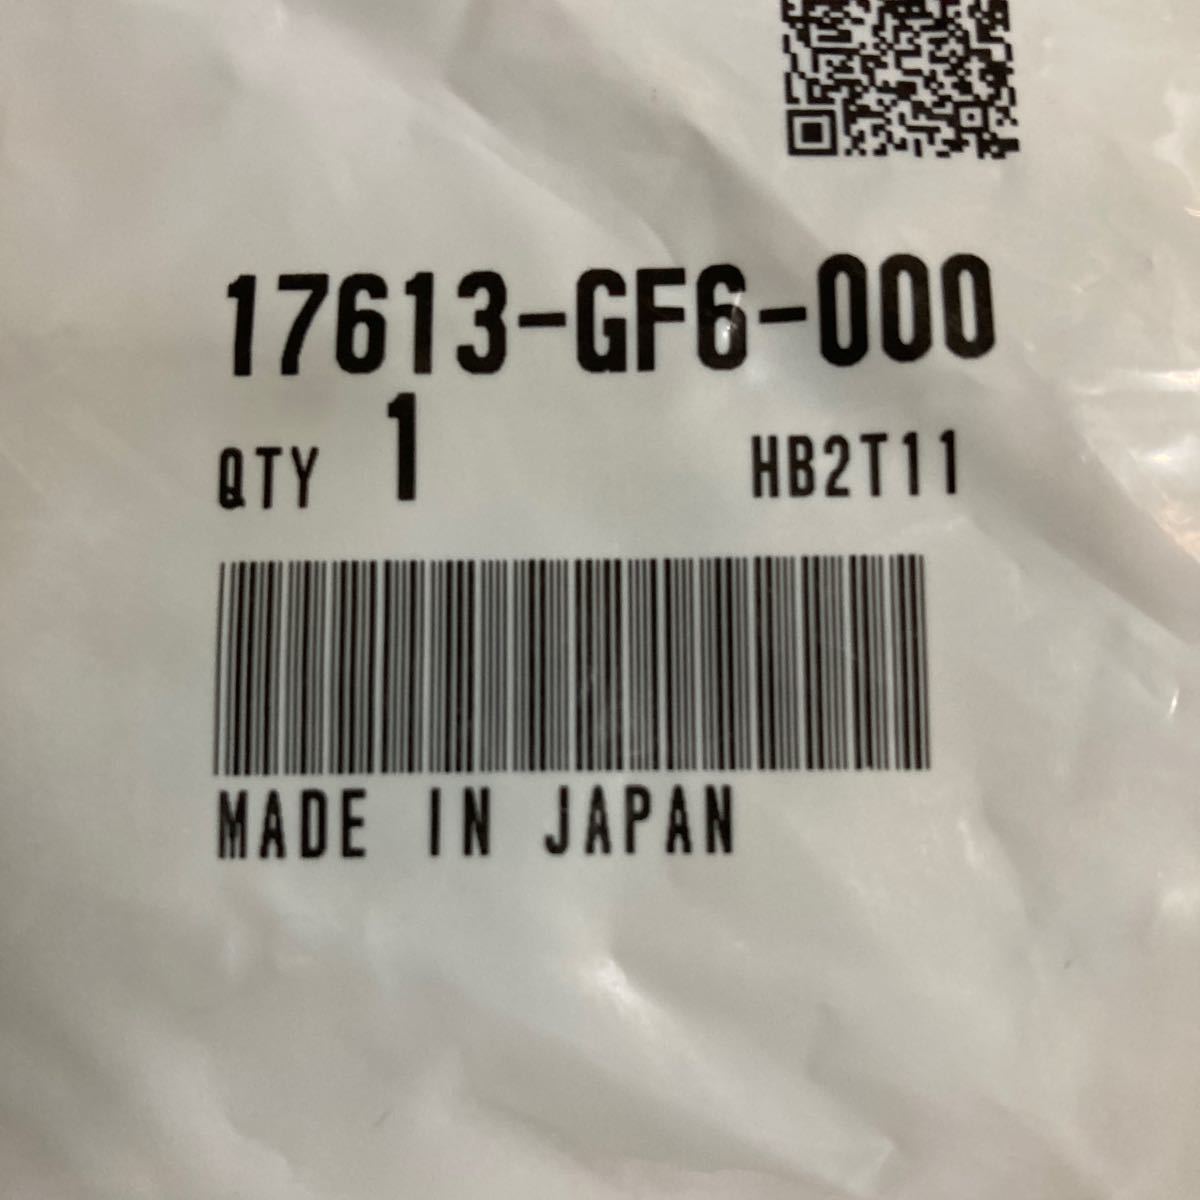 17613-GF6-000
QTY 1 HB2T11
MADE IN JAPAN